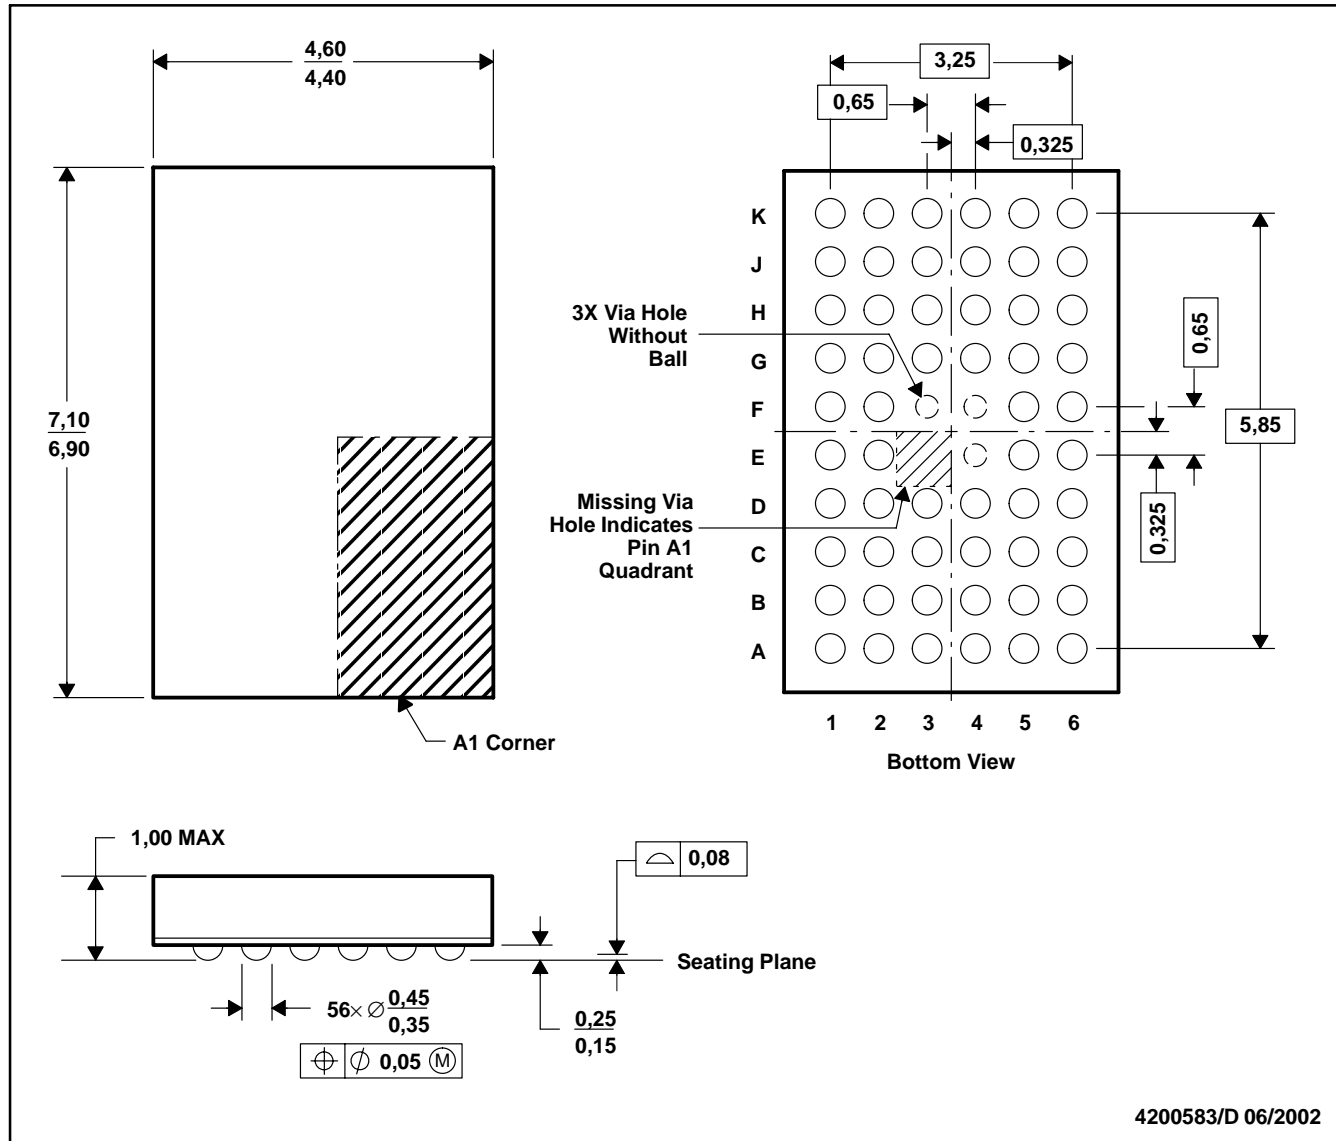 4,60
4,40
3,25
0,65
0,325
7,10
6,90
K
J
H
G
F
E
D
C
B
A
3X Via Hole
Without
Ball
Missing Via
Hole Indicates
Pin A1
Quadrant
0,65
5,85
0,325
1 2 3 4 5 6
Bottom View
A1 Corner
1,00 MAX
0,08
Seating Plane
56× ∅ 0,45
0,35
⌖ ∅ 0,05 Ⓜ
0,25
0,15
4200583/D 06/2002